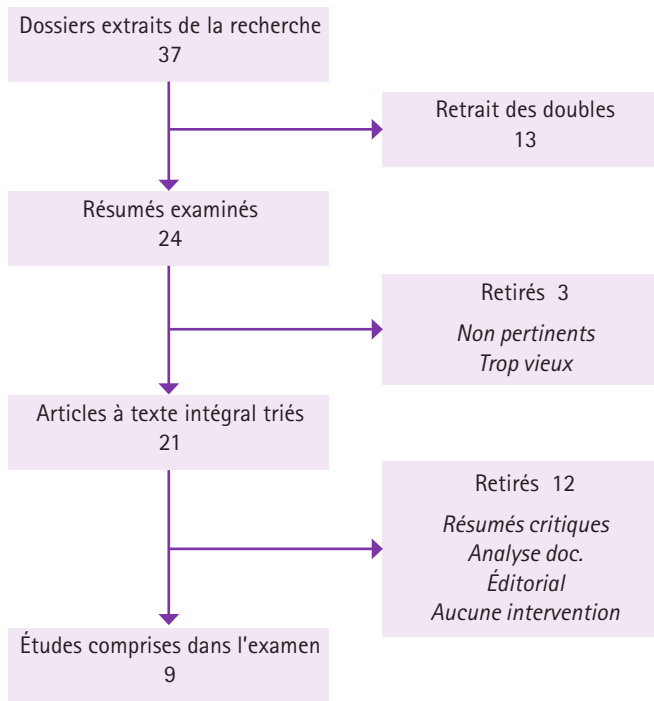 Dossiers extraits de la recherche
37
Retrait des doubles
13
Résumés examinés
24
Retirés 3
Non pertinents
Trop vieux
Articles à texte intégral triés
21
Retirés 12
Résumés critiques
Analyse doc.
Éditorial
Aucune intervention
Études comprises dans l'examen
9